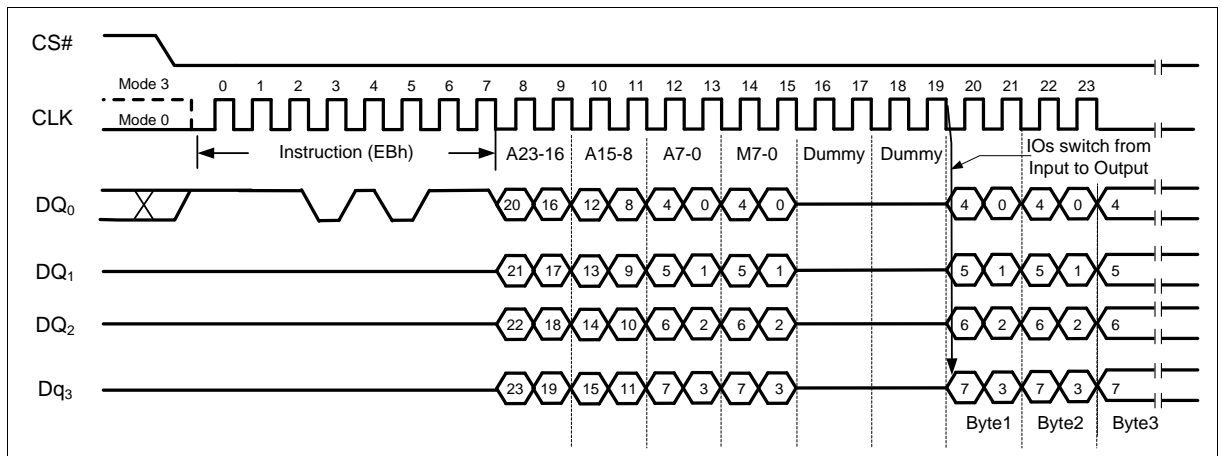 CS#
Mode 3 0 1 2 3 4 5 6 7 8 9 10 11 12 13 14 15 16 17 18 19 20 21 22 23
CLK Mode 0
Instruction (EBh) A23-16 A15-8 A7-0 M7-0 Dummy Dummy IOs switch from
Input to Output
DQ0 20 16 12 8 4 0 4 0 4 0 4 0 4
DQ1 21 17 13 9 5 1 5 1 5 1 5 1 5
DQ2 22 18 14 10 6 2 6 2 6 2 6 2 6
Dq3 23 19 15 11 7 3 7 3 7 3 7 3 7
Byte1 Byte2 Byte3